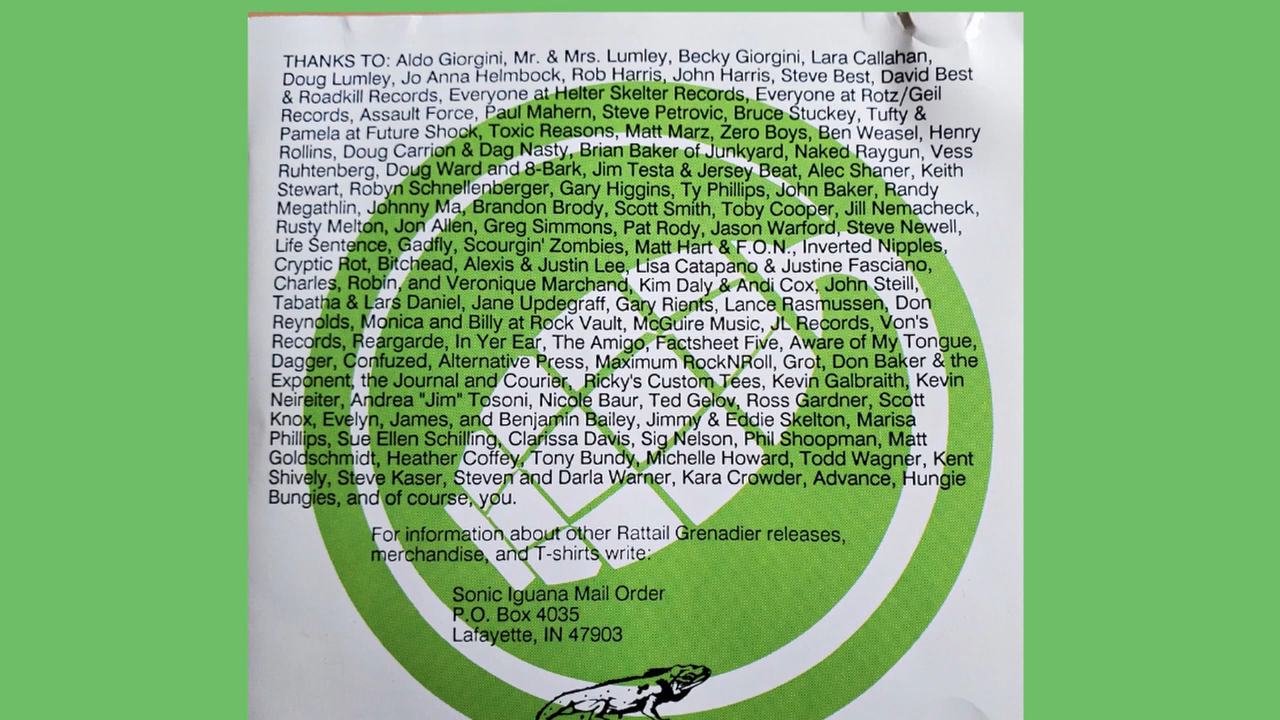 THANKS TO: Aldo Giorgini, Mr. & Mrs. Lumley, Becky Giorgini, Lara Callahan,
Doug Lumley, Jo Anna Helmbock, Rob Harris, John Harris, Steve Best, David Best
& Roadkill Records, Everyone at Helter Skelter Records, Everyone at Rotz/Geil
Records, Assault Force, Paul Mahern, Steve Petrovic, Bruce Stuckey, Tufty &
Pamela at Future Shock, Toxic Reasons, Matt Marz, Zero Boys, Ben Weasel, Henry
Rollins, Doug Carrion & Dag Nasty, Brian Baker of Junkyard, Naked Raygun, Vess
Ruhtenberg, Doug Ward and 8-Bark, Jim Testa & Jersey Beat, Alec Shaner, Keith
Stewart, Robyn Schnellenberger, Gary Higgins, Ty Phillips, John Baker, Randy
Megathlin, Johnny Ma, Brandon Brody, Scott Smith, Toby Cooper, Jill Nemacheck,
Rusty Melton, Jon Allen, Greg Simmons, Pat Rody, Jason Warford, Steve Newell,
Life Sentence, Gadfly, Scourgin' Zombies, Matt Hart & F.O.N., Inverted Nipples,
Cryptic Rot, Bitchead, Alexis & Justin Lee, Lisa Catapano & Justine Fasciano,
Charles, Robin, and Veronique Marchand, Kim Daly & Andi Cox, John Steill,
Tabatha & Lars Daniel, Jane Updegraff, Gary Rients, Lance Rasmussen, Don
Reynolds, Monica and Billy at Rock Vault, McGuire Music, JL Records, Von's
Records, Reargarde, In Yer Ear, The Amigo, Factsheet Five, Aware of My Tongue,
Dagger, Confuzed, Alternative Press, Maximum RockNRoll, Grot, Don Baker & the
Exponent, the Journal and Courier, Ricky's Custom Tees, Kevin Galbraith, Kevin
Neireiter, Andrea "Jim" Tosoni, Nicole Baur, Ted Gelov, Ross Gardner, Scott
Knox, Evelyn, James, and Benjamin Bailey, Jimmy & Eddie Skelton, Marisa
Phillips, Sue Ellen Schilling, Clarissa Davis, Sig Nelson, Phil Shoopman, Matt
Goldschmidt, Heather Coffey, Tony Bundy, Michelle Howard, Todd Wagner, Kent
Shively, Steve Kaser, Steven and Darla Warner, Kara Crowder, Advance, Hungie
Bungies, and of course, you.
For information about other Rattail Grenadier releases,
merchandise, and T-shirts write:
Sonic Iguana Mail Order
P.O. Box 4035
Lafayette, IN 47903